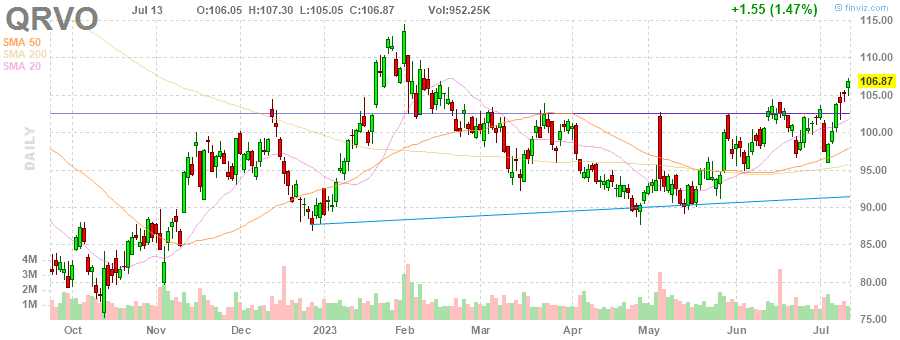 QRVO
Jul 13 O:106.05 H:107.30 L:105.05 C:106.87 Vol:952.25K +1.55 (1.47%)
© finviz.com
SMA 50
SMA 200
SMA 20
DAILY
115.00
110.00
106.87
105.00
100.00
95.00
90.00
85.00
80.00
75.00
4M
3M
2M
1M
Oct Nov Dec 2023 Feb Mar Apr May Jun Jul